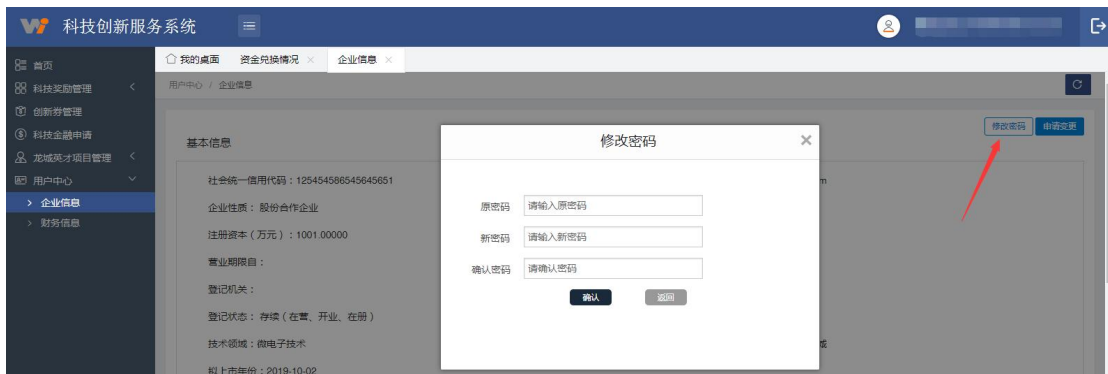 科技创新服务系统
首页
科技奖励管理
创新券管理
科技金融申请
龙城英才项目管理
用户中心
> 企业信息
> 财务信息
我的桌面 资金兑换情况 × 企业信息 ×
用户中心 / 企业信息
修改密码 申请变更
基本信息
社会统一信用代码：125454586545645651
企业性质： 股份合作企业
注册资本（万元）：1001.00000
营业期限自：
登记机关：
登记状态： 存续（在营、开业、在册）
技术领域：微电子技术
拟上市年份：2019-10-02
修改密码 ×
原密码 请输入原密码
新密码 请输入新密码
确认密码 请确认密码
确认 返回